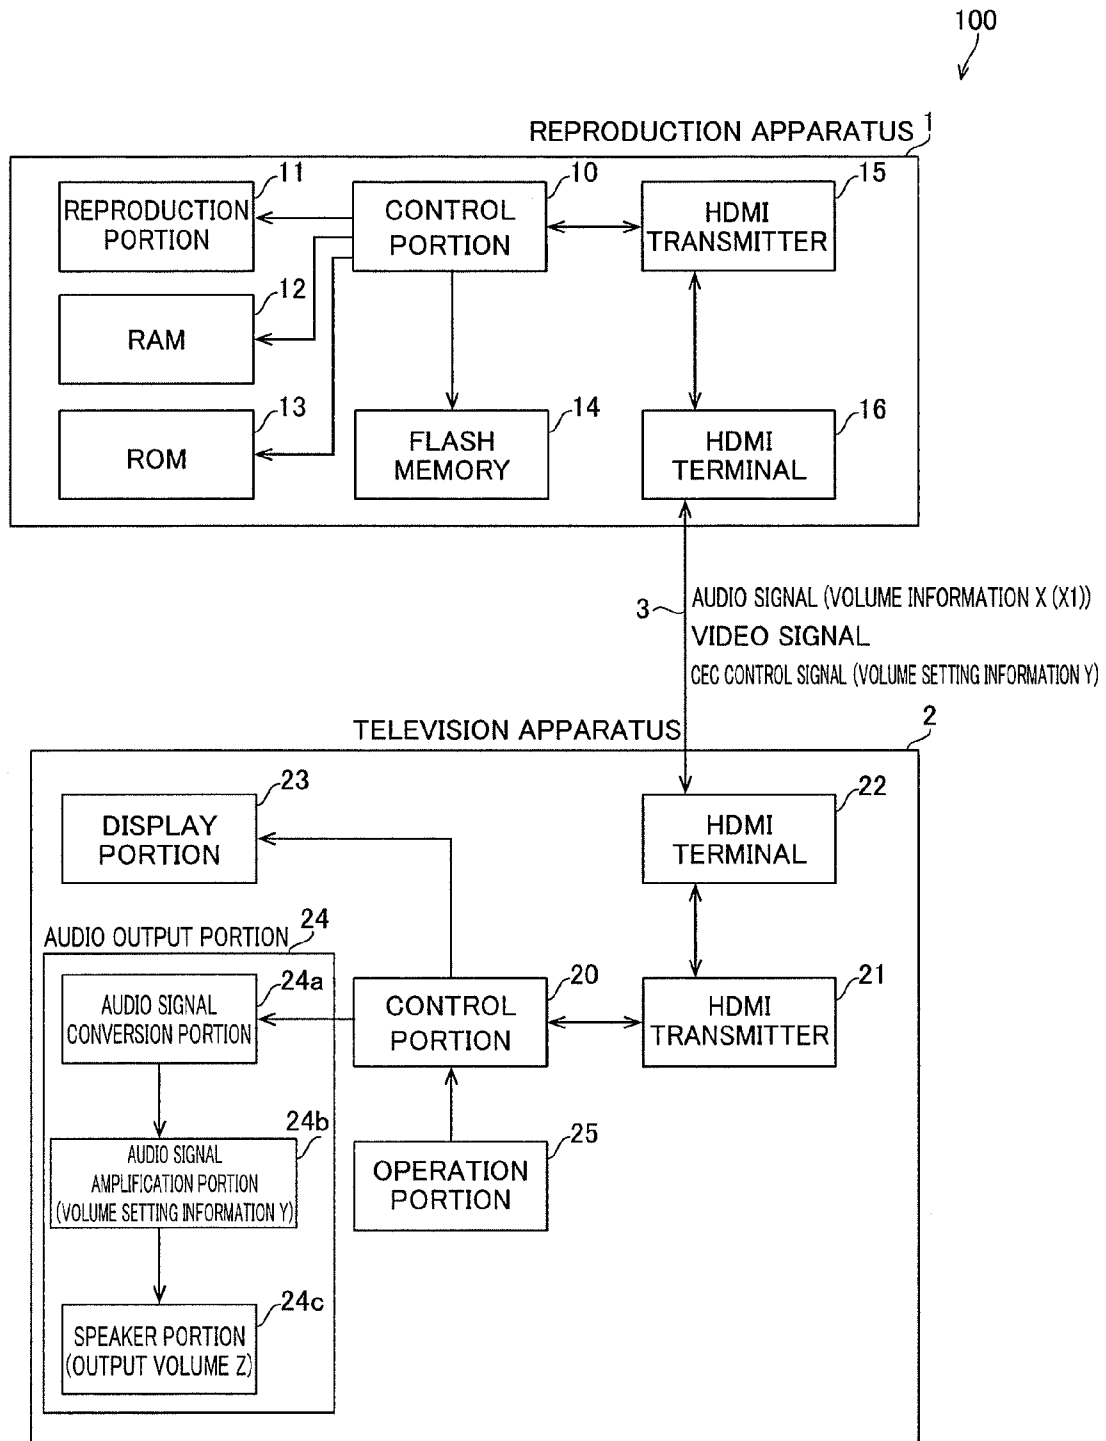 100
REPRODUCTION APPARATUS
1
11
10
15
REPRODUCTION
PORTION
CONTROL
PORTION
HDMI
TRANSMITTER
12
RAM
13
14
16
ROM
FLASH
MEMORY
HDMI
TERMINAL
3
AUDIO SIGNAL (VOLUME INFORMATION X (X1))
VIDEO SIGNAL
CEC CONTROL SIGNAL (VOLUME SETTING INFORMATION Y)
TELEVISION APPARATUS
2
23
22
DISPLAY
PORTION
HDMI
TERMINAL
AUDIO OUTPUT PORTION
24
24a
20
21
AUDIO SIGNAL
CONVERSION PORTION
CONTROL
PORTION
HDMI
TRANSMITTER
24b
25
AUDIO SIGNAL
AMPLIFICATION PORTION
(VOLUME SETTING INFORMATION Y)
OPERATION
PORTION
24c
SPEAKER PORTION
(OUTPUT VOLUME Z)